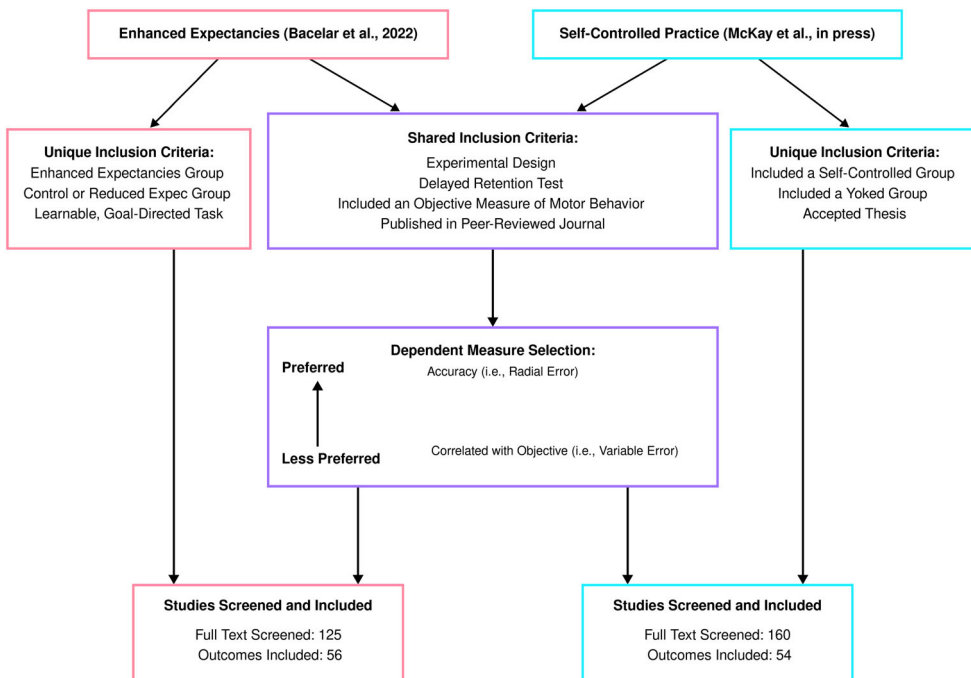 Enhanced Expectancies (Bacelar et al., 2022)
Self-Controlled Practice (McKay et al., in press)
Unique Inclusion Criteria:
Enhanced Expectancies Group
Control or Reduced Expec Group
Learnable, Goal-Directed Task
Shared Inclusion Criteria:
Experimental Design
Delayed Retention Test
Included an Objective Measure of Motor Behavior
Published in Peer-Reviewed Journal
Unique Inclusion Criteria:
Included a Self-Controlled Group
Included a Yoked Group
Accepted Thesis
Dependent Measure Selection:
Preferred
Accuracy (i.e., Radial Error)
Less Preferred
Correlated with Objective (i.e., Variable Error)
Studies Screened and Included
Full Text Screened: 125
Outcomes Included: 56
Studies Screened and Included
Full Text Screened: 160
Outcomes Included: 54